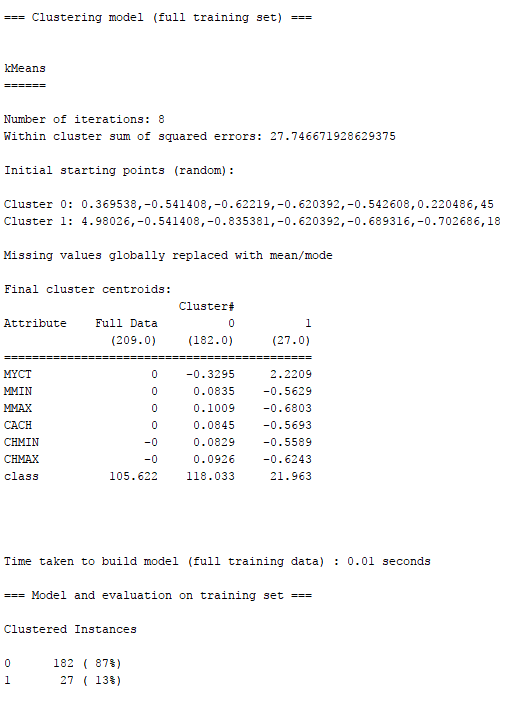 === Clustering model (full training set) ===
kMeans
======
Number of iterations: 8
Within cluster sum of squared errors: 27.746671928629375
Initial starting points (random):
Cluster 0: 0.369538,-0.541408,-0.62219,-0.620392,-0.542608,0.220486,45
Cluster 1: 4.98026,-0.541408,-0.835381,-0.620392,-0.689316,-0.702686,18
Missing values globally replaced with mean/mode
Final cluster centroids:
Cluster#
Attribute    Full Data          0          1
(209.0)    (182.0)     (27.0)
============================================
MYCT                 0    -0.3295     2.2209
MMIN                 0     0.0835    -0.5629
MMAX                 0     0.1009    -0.6803
CACH                 0     0.0845    -0.5693
CHMIN               -0     0.0829    -0.5589
CHMAX               -0     0.0926    -0.6243
class          105.622    118.033     21.963
Time taken to build model (full training data) : 0.01 seconds
=== Model and evaluation on training set ===
Clustered Instances
0      182 ( 87%)
1       27 ( 13%)